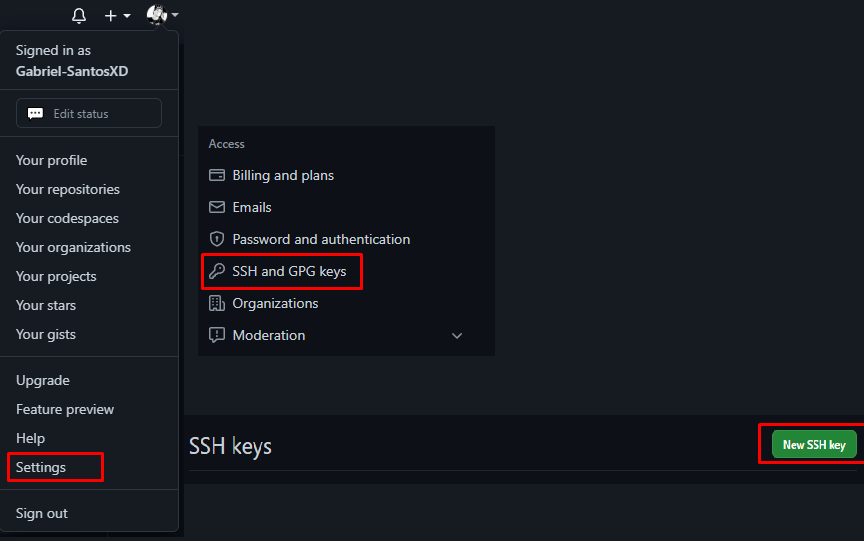 Signed in as
Gabriel-SantosXD
Edit status
Your profile
Your repositories
Your codespaces
Your organizations
Your projects
Your stars
Your gists
Upgrade
Feature preview
Help
Settings
Sign out
Access
Billing and plans
Emails
Password and authentication
SSH and GPG keys
Organizations
Moderation
SSH keys
New SSH key